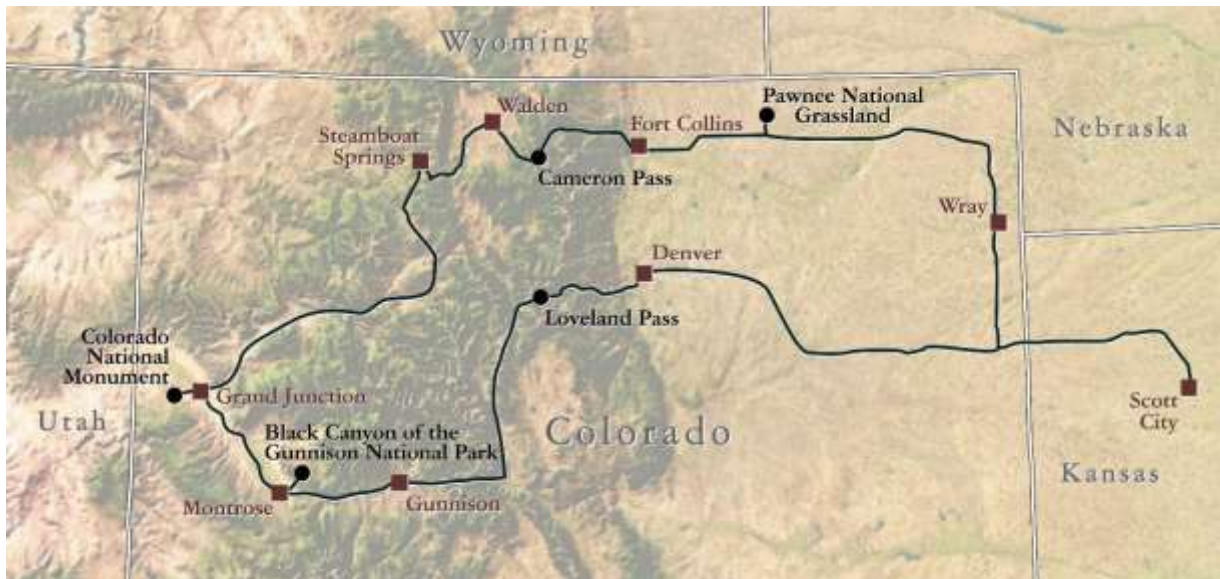 Wyoming
Walden
Pawnee National
Grassland
Fort Collins
Nebraska
Steamboat
Springs
Cameron Pass
Wray
Denver
Loveland Pass
Colorado
National
Monument
Grand Junction
Scott
City
Utah
Black Canyon of the
Gunnison National Park
Colorado
Kansas
Montrose
Gunnison